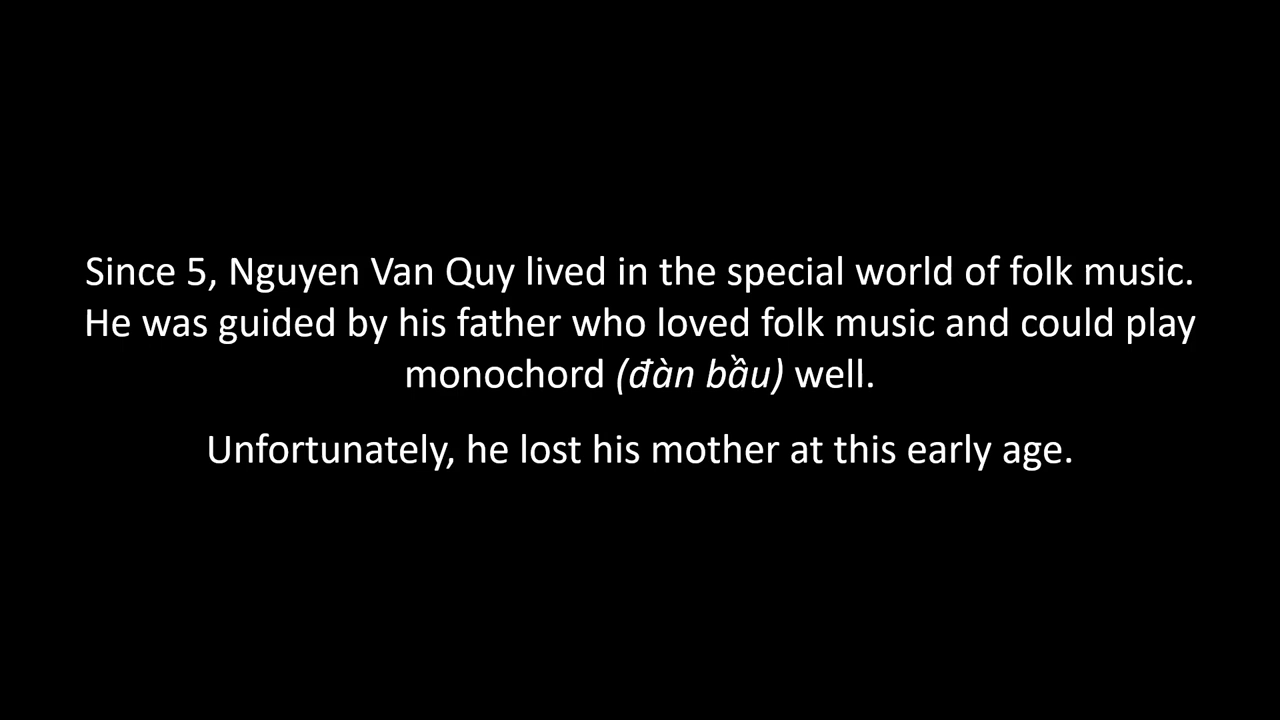 Since 5, Nguyen Van Quy lived in the special world of folk music.
He was guided by his father who loved folk music and could play
monochord (đàn bầu) well.
Unfortunately, he lost his mother at this early age.